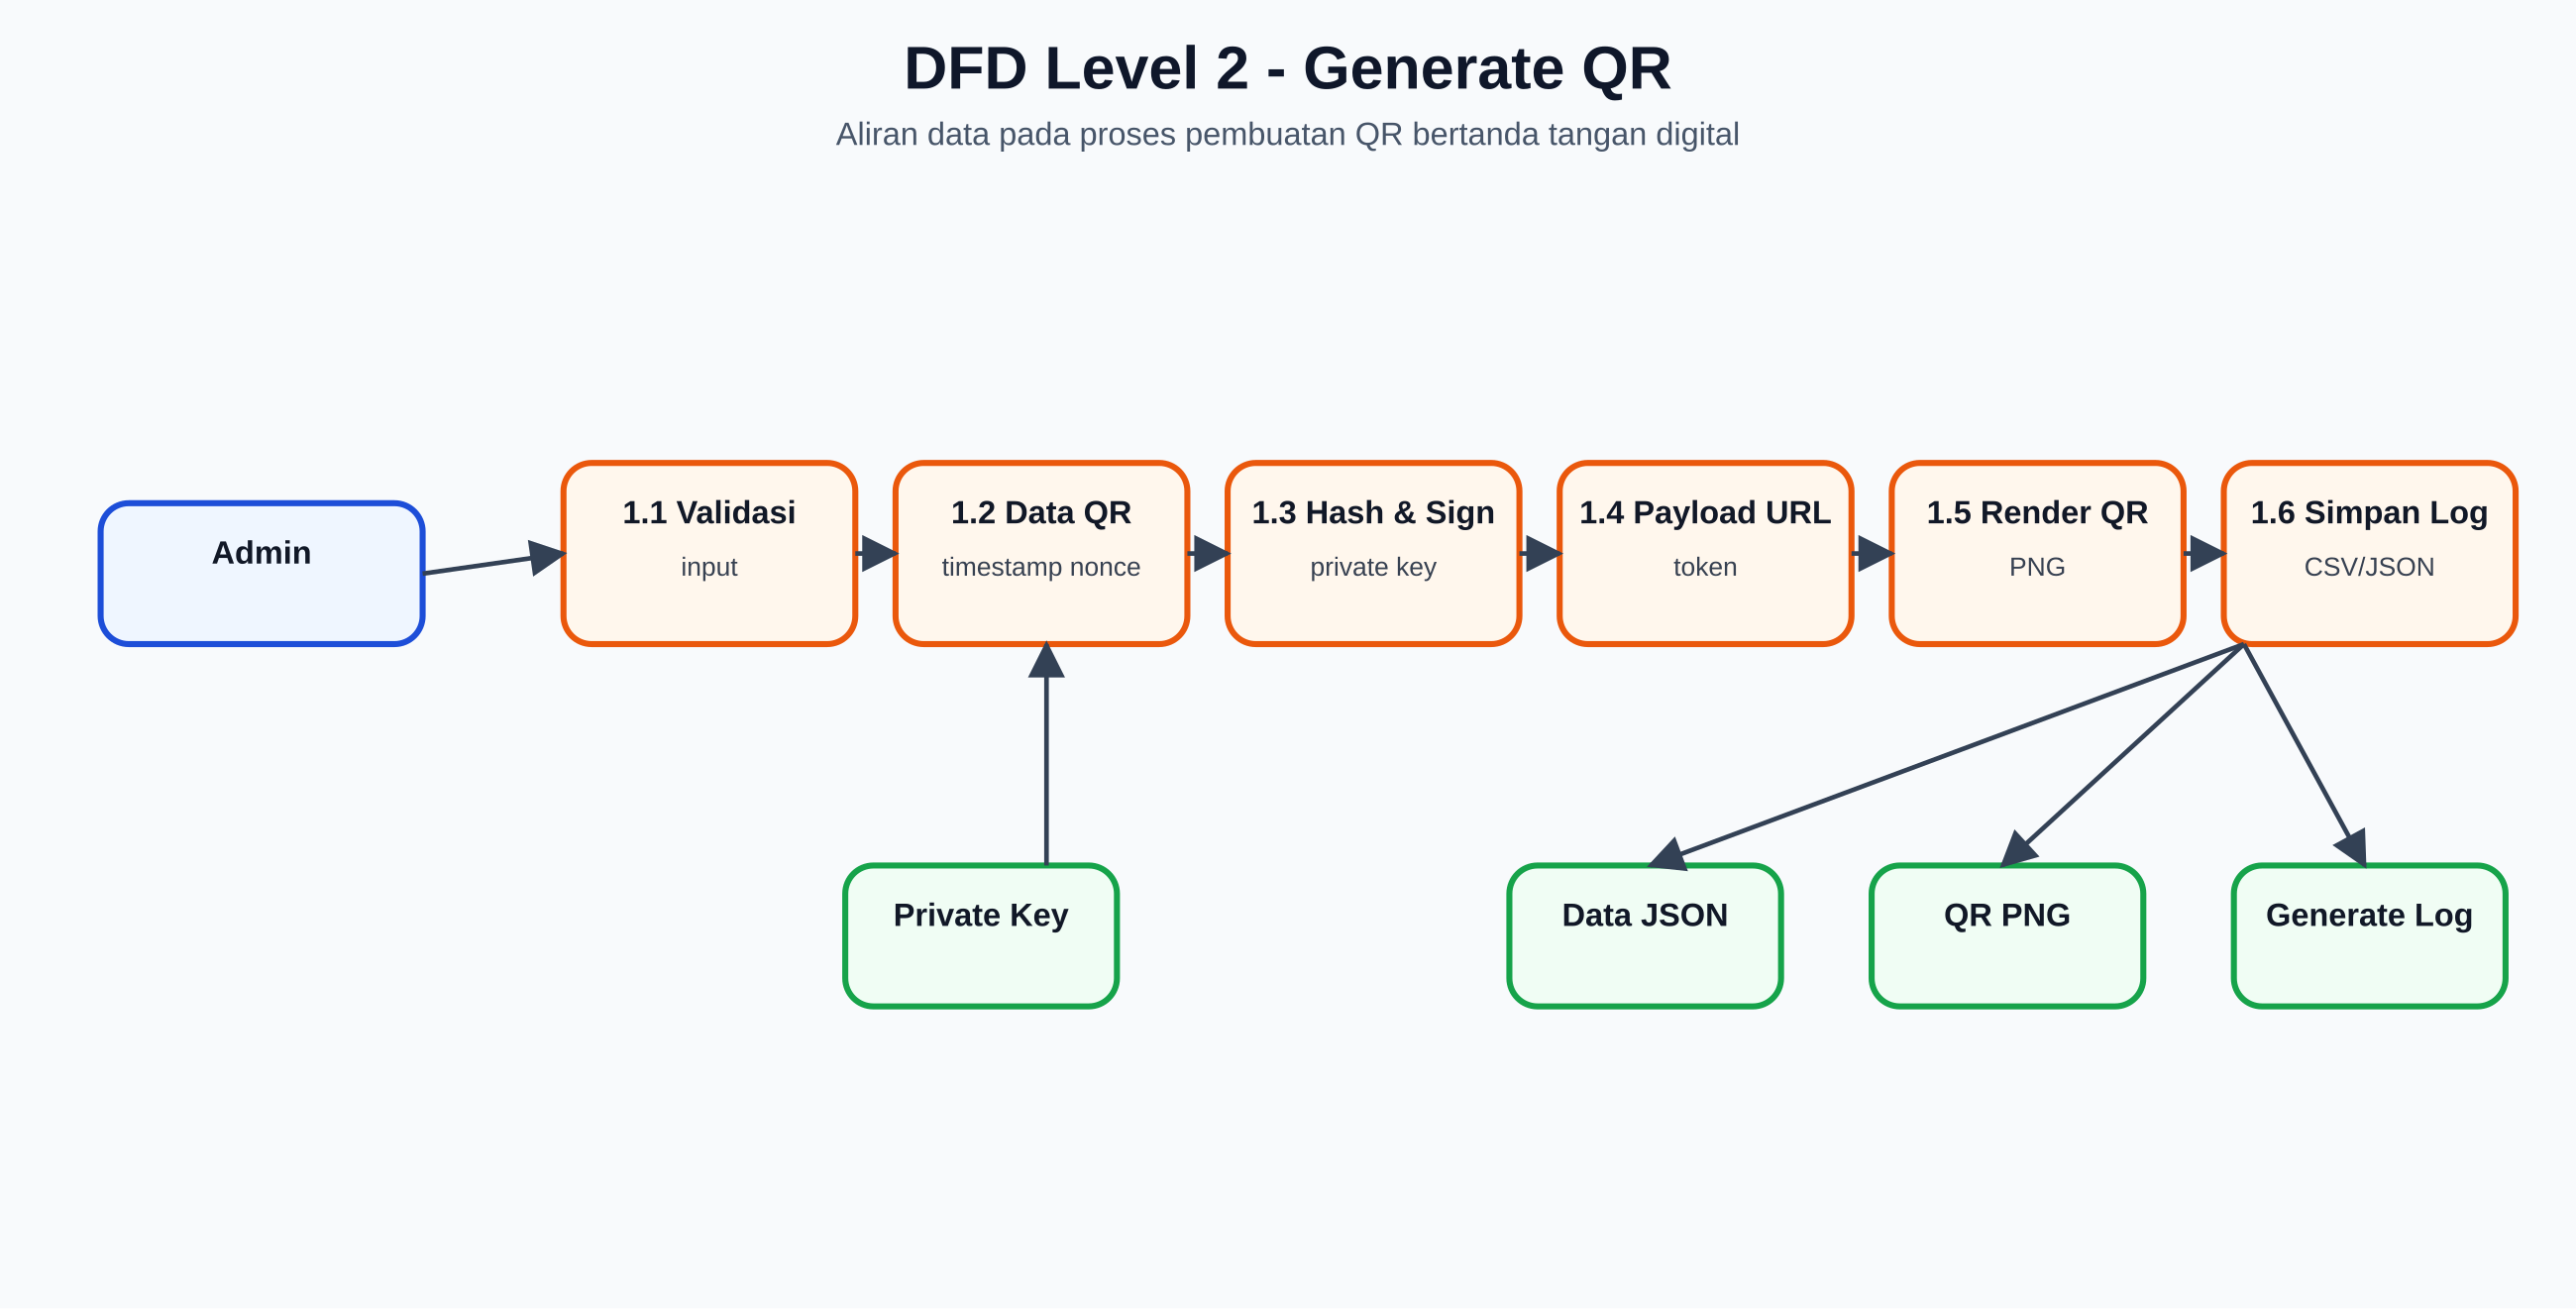 DFD Level 2 - Generate QR
Aliran data pada proses pembuatan QR bertanda tangan digital
Admin
1.1 Validasi
input
1.2 Data QR
timestamp nonce
1.3 Hash & Sign
private key
1.4 Payload URL
token
1.5 Render QR
PNG
1.6 Simpan Log
CSV/JSON
Private Key
Data JSON
QR PNG
Generate Log